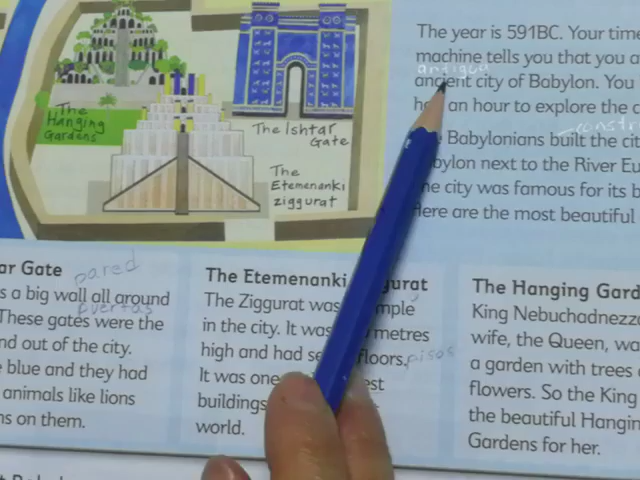 The Hanging Gardens
The Ishtar Gate
The Etemenanki ziggurat
The year is 591BC. Your time
machine tells you that you a
antiguo
ancient city of Babylon. You
an hour to explore the c
constr
Babylonians built the cit
bylon next to the River Eu
he city was famous for its b
Here are the most beautiful
ar Gate
pared
s a big wall all around
puertas
These gates were the
nd out of the city.
e blue and they had
animals like lions
ns on them.
The Etemenanki gurat
The Ziggurat was mple
in the city. It was metres
high and had se floors.
pisos
It was one est
buildings
world.
The Hanging Gard
King Nebuchadnezza
wife, the Queen, wa
a garden with trees
flowers. So the King
the beautiful Hangin
Gardens for her.